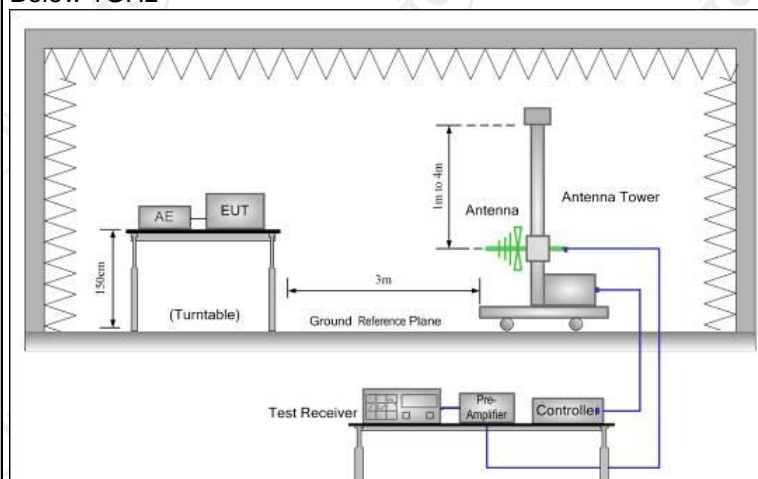 Below 1GHz
1m to 4m
Antenna
Antenna Tower
AE
EUT
150cm
(Turntable)
3m
Ground Reference Plane
Test Receiver
Pre-
Amplifier
Controller